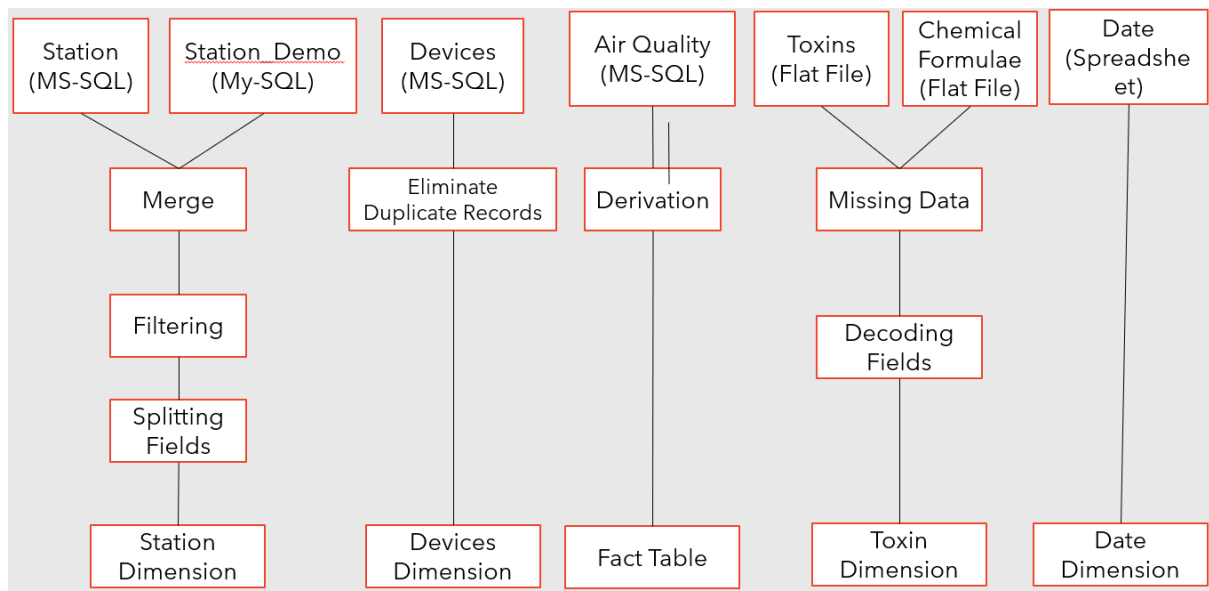 Station
(MS-SQL)
Station_Demo
(My-SQL)
Devices
(MS-SQL)
Air Quality
(MS-SQL)
Toxins
(Flat File)
Chemical
Formulae
(Flat File)
Date
(Spreadshe
et)
Merge
Eliminate
Duplicate Records
Derivation
Missing Data
Filtering
Decoding
Fields
Splitting
Fields
Station
Dimension
Devices
Dimension
Fact Table
Toxin
Dimension
Date
Dimension